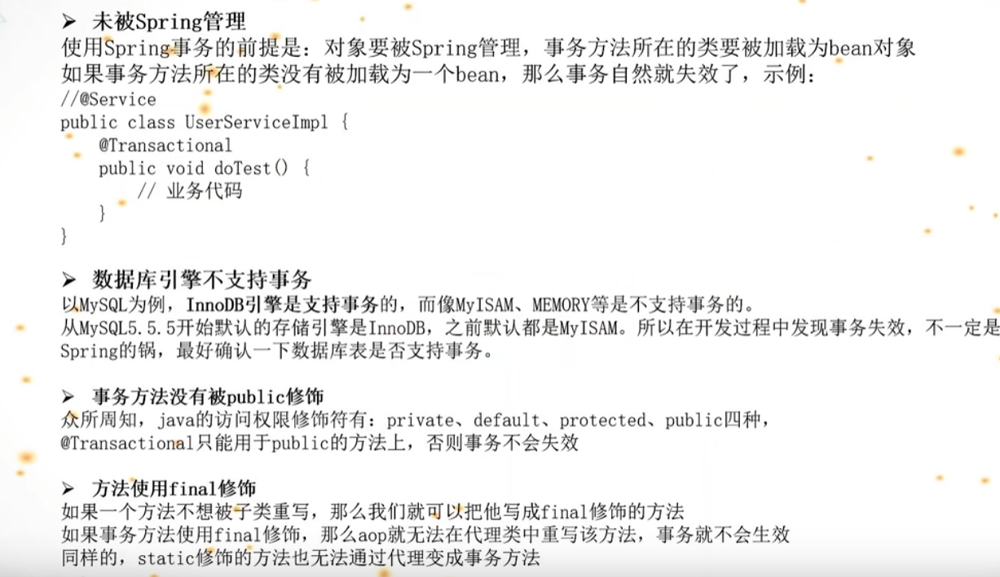 ➢ 未被Spring管理
使用Spring事务的前提是：对象要被Spring管理，事务方法所在的类要被加载为bean对象
如果事务方法所在的类没有被加载为一个bean，那么事务自然就失效了，示例：
//@Service
public class UserServiceImpl {
    @Transactional
    public void doTest() {
        // 业务代码
    }
}
➢ 数据库引擎不支持事务
以MySQL为例，InnoDB引擎是支持事务的，而像MyISAM、MEMORY等是不支持事务的。
从MySQL5.5.5开始默认的存储引擎是InnoDB，之前默认都是MyISAM。所以在开发过程中发现事务失效，不一定是
Spring的锅，最好确认一下数据库表是否支持事务。
➢ 事务方法没有被public修饰
众所周知，java的访问权限修饰符有：private、default、protected、public四种，
@Transactional只能用于public的方法上，否则事务不会失效
➢ 方法使用final修饰
如果一个方法不想被子类重写，那么我们就可以把他写成final修饰的方法
如果事务方法使用final修饰，那么aop就无法在代理类中重写该方法，事务就不会生效
同样的，static修饰的方法也无法通过代理变成事务方法